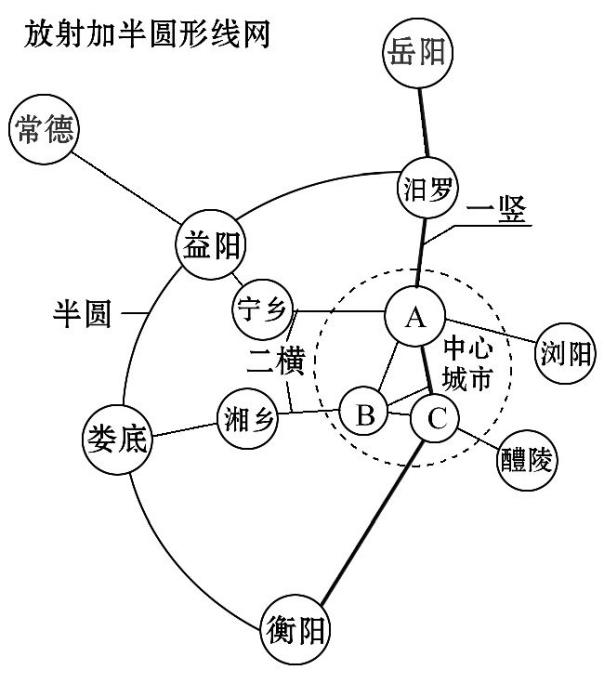 放射加半圆形线网
岳阳
常德
汨罗
一竖
益阳
宁乡
A
半圆
二横
中心
城市
浏阳
湘乡
B
C
娄底
醴陵
衡阳